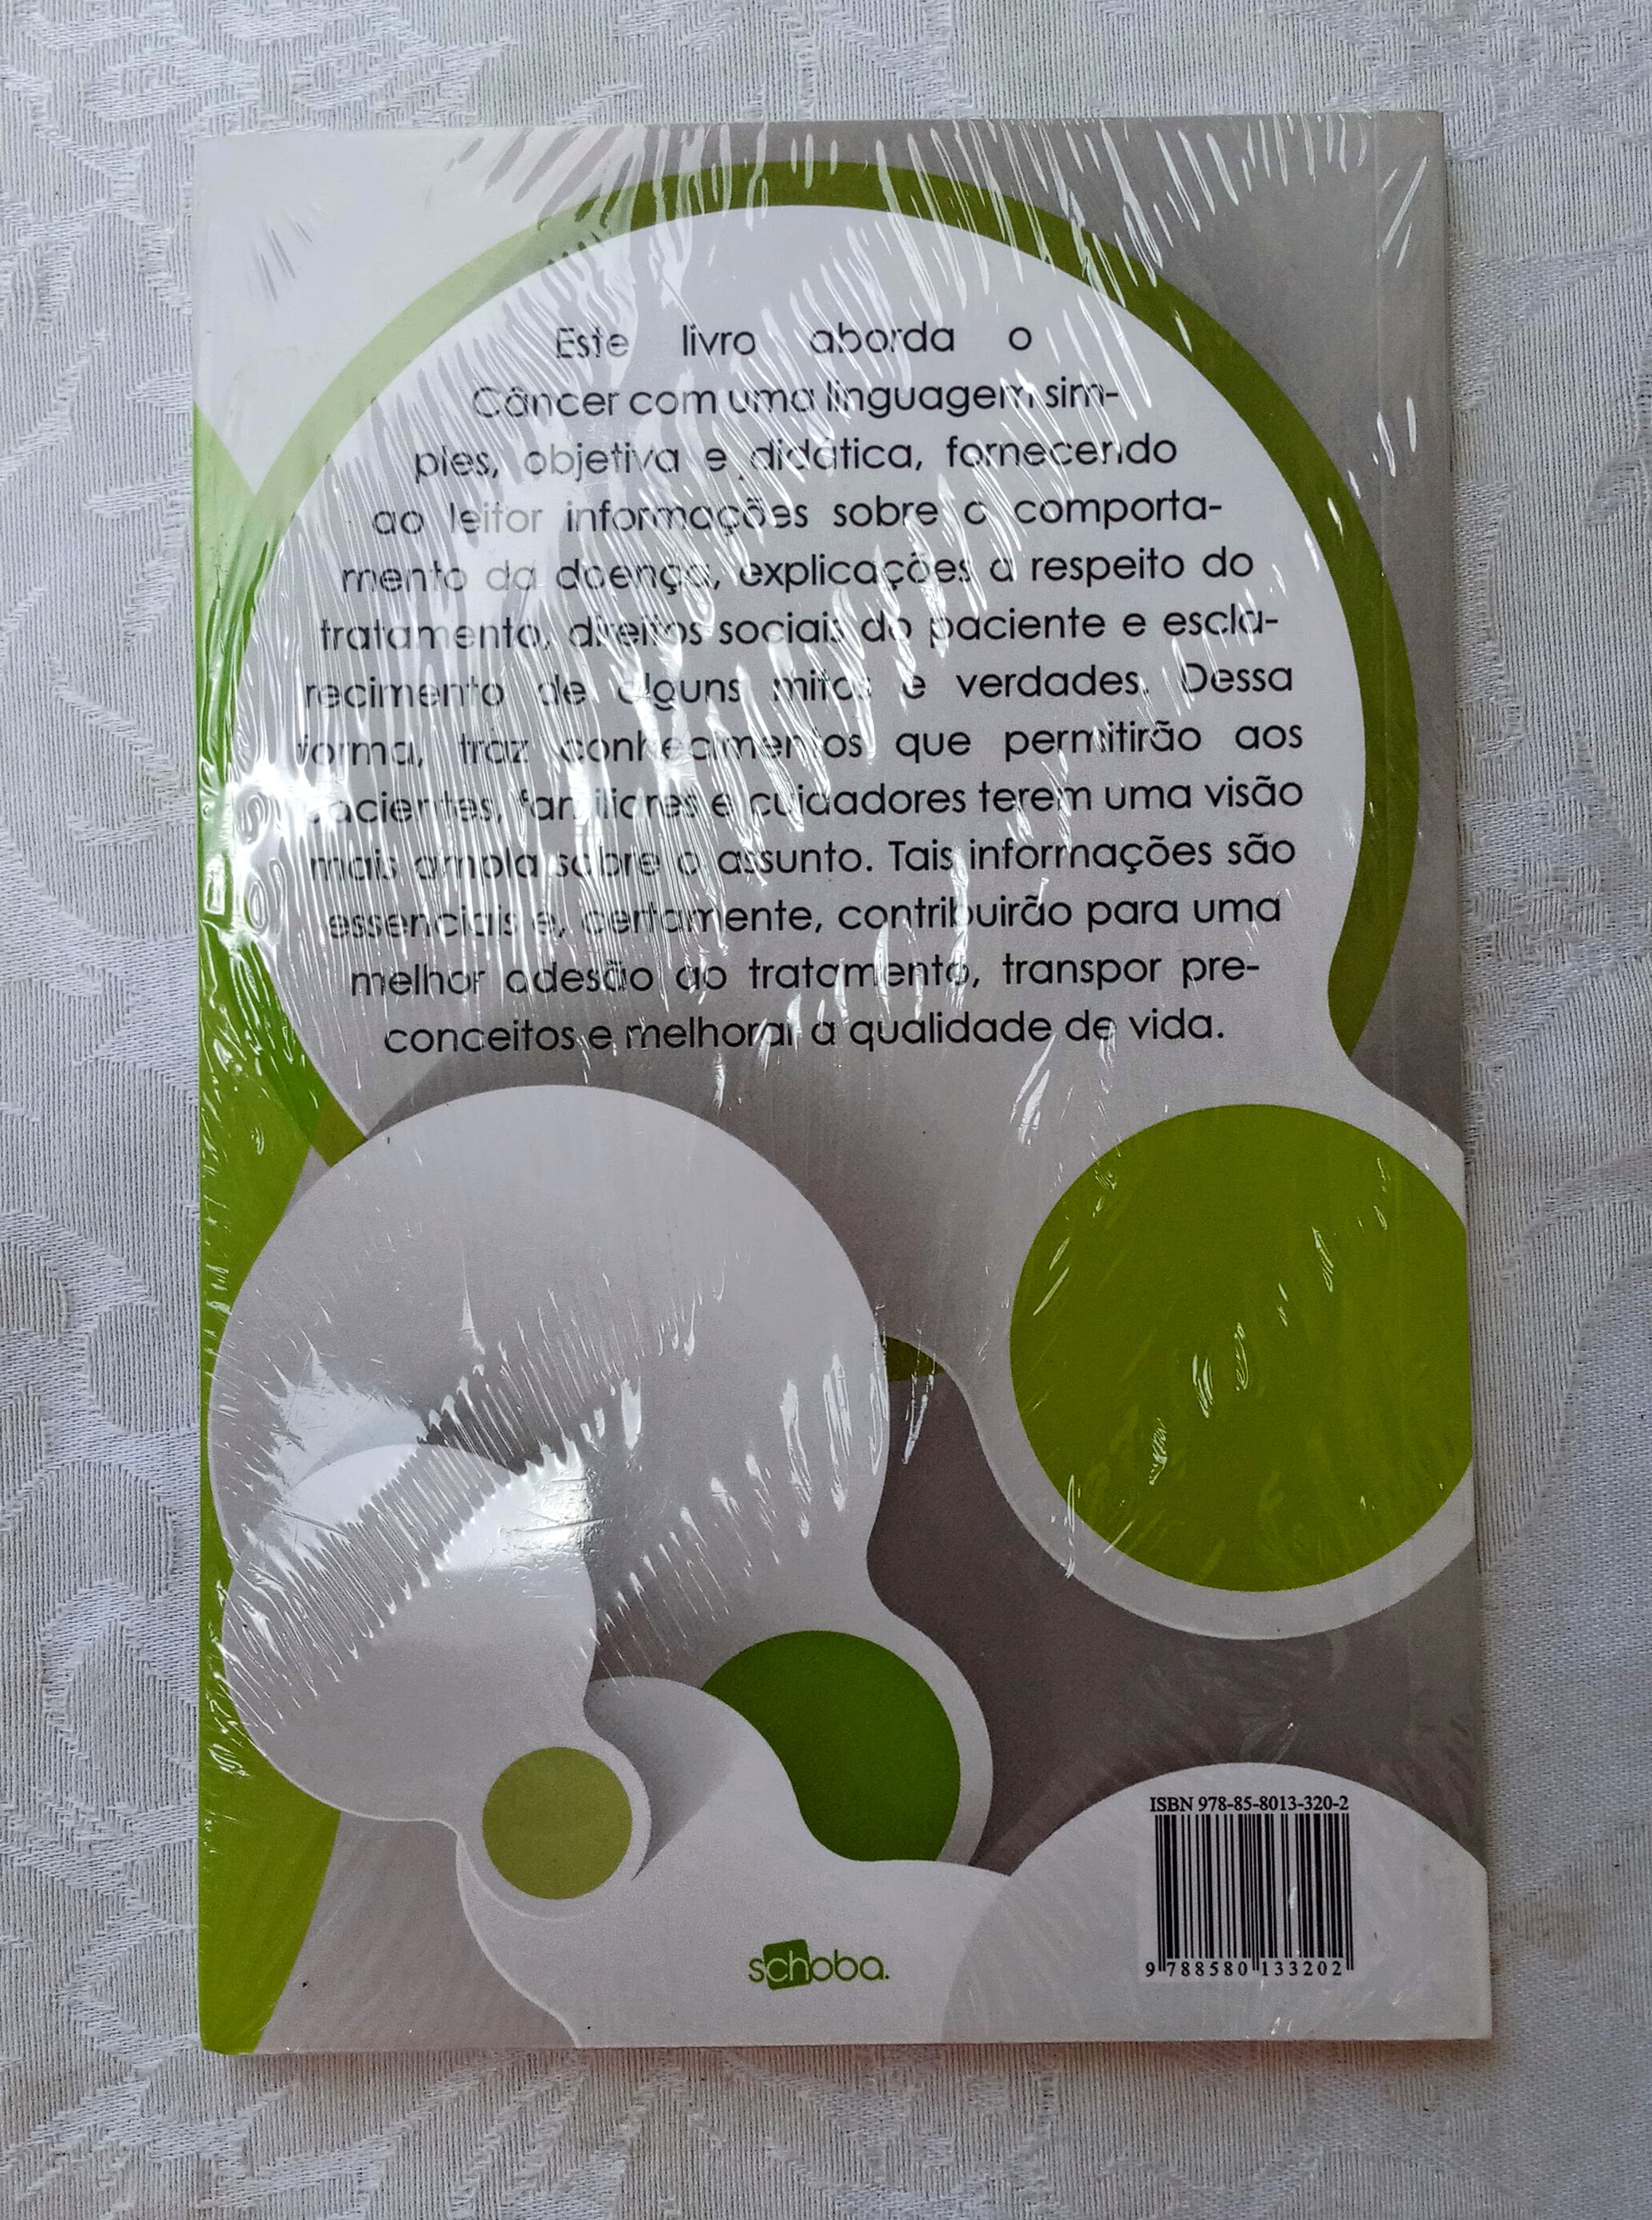 Este livro aborda o
Câncer com uma linguagem sim-
ples, objetiva e didática, fornecendo
ao leitor informações sobre o comporta-
mento da doença, explicações a respeito do
tratamento, direitos sociais do paciente e escla-
recimento de alguns mitos e verdades. Dessa
forma, traz conhecimentos que permitirão aos
pacientes, familiares e cuidadores terem uma visão
mais ampla sobre o assunto. Tais informações são
essenciais e, certamente, contribuirão para uma
melhor adesão ao tratamento, transpor pre-
conceitos e melhorar a qualidade de vida.
ISBN 978-85-8013-320-2
9 788580 133202
schoba.